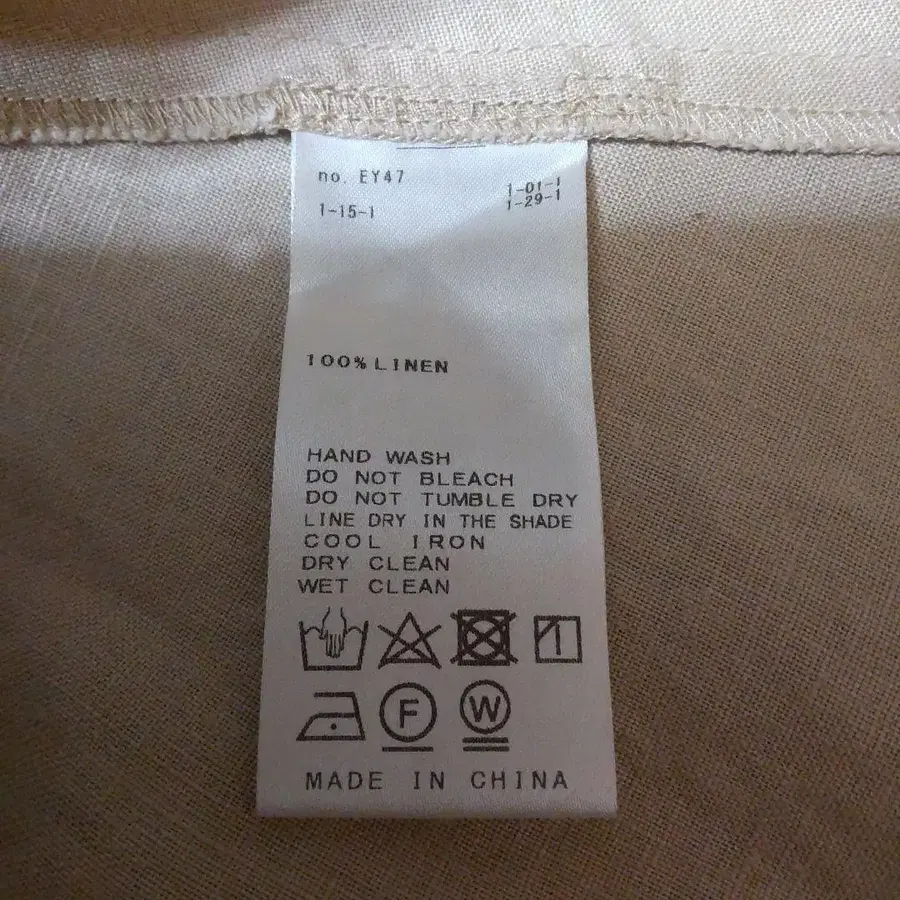 no. EY47
1-01-1
1-15-1
1-29-1
100% LINEN
HAND WASH
DO NOT BLEACH
DO NOT TUMBLE DRY
LINE DRY IN THE SHADE
COOL IRON
DRY CLEAN
WET CLEAN
F
W
MADE IN CHINA